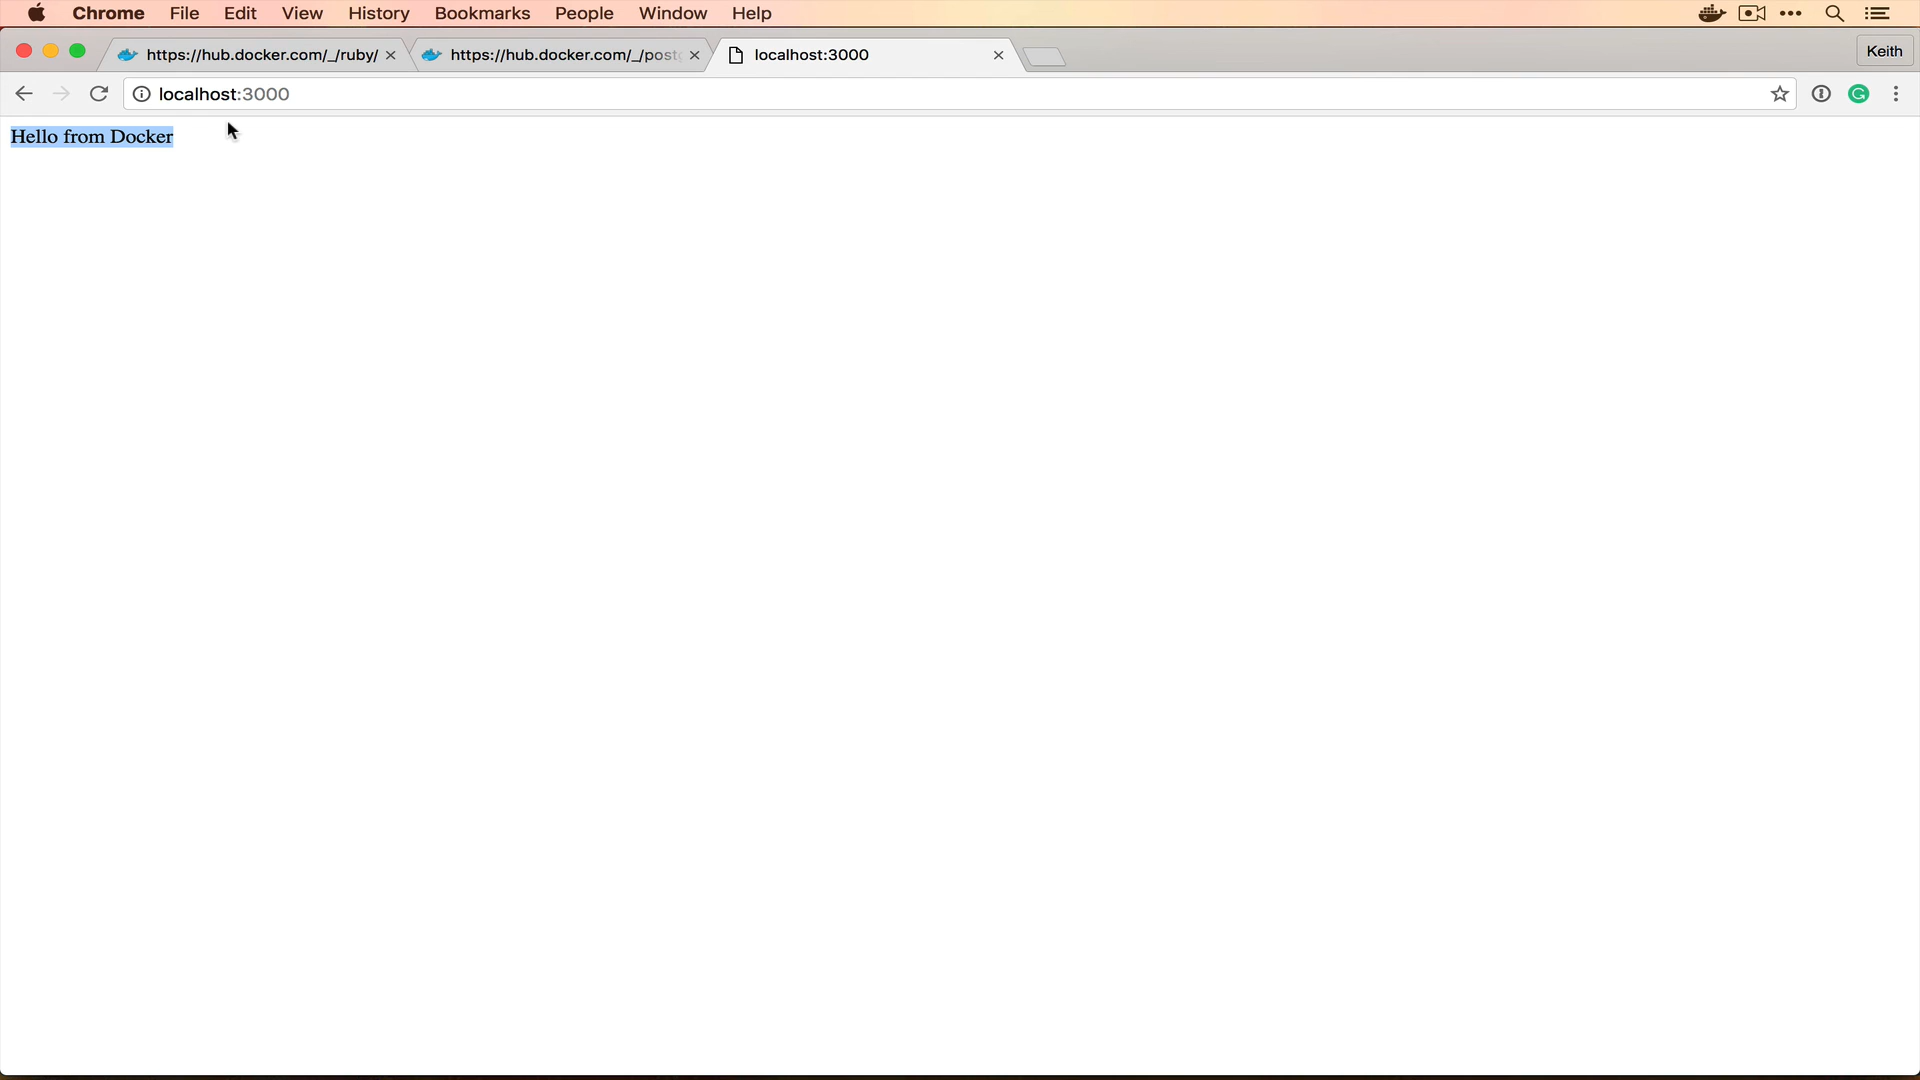 Chrome File Edit View History Bookmarks People Window Help
https://hub.docker.com/_/ruby/ https://hub.docker.com/_/post localhost:3000 Keith
localhost:3000
Hello from Docker